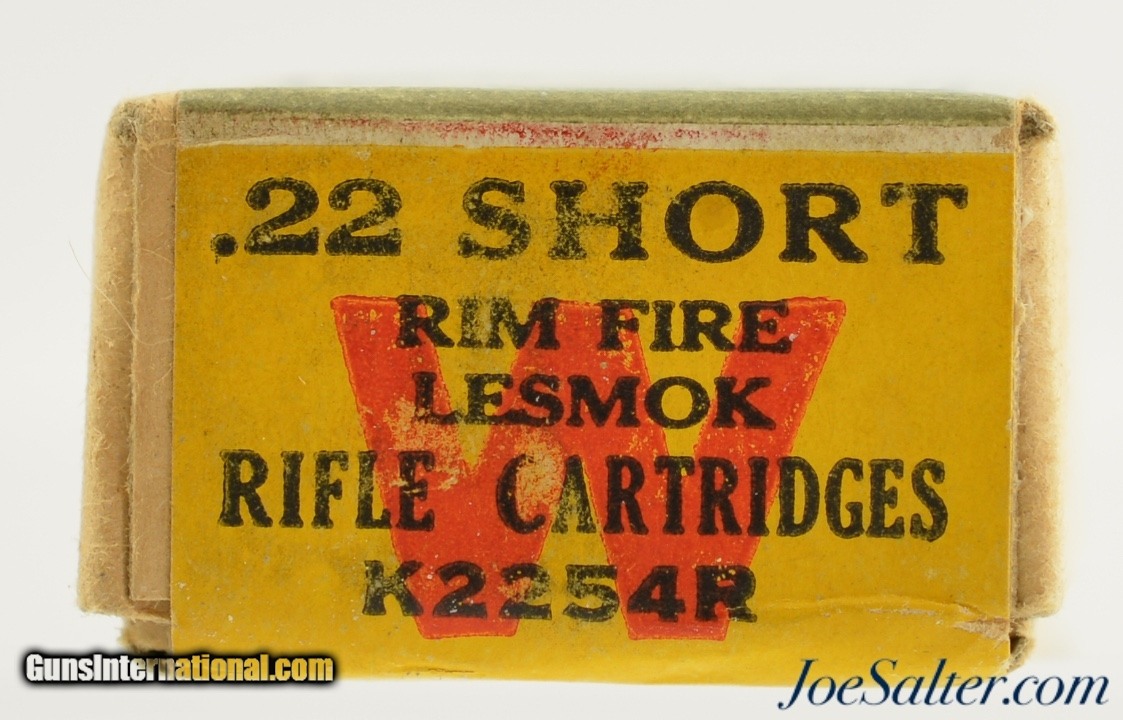 .22 SHORT
RIM FIRE
LESMOK
RIFLE CARTRIDGES
K2254R
W
GunsInternational.com
JoeSalter.com